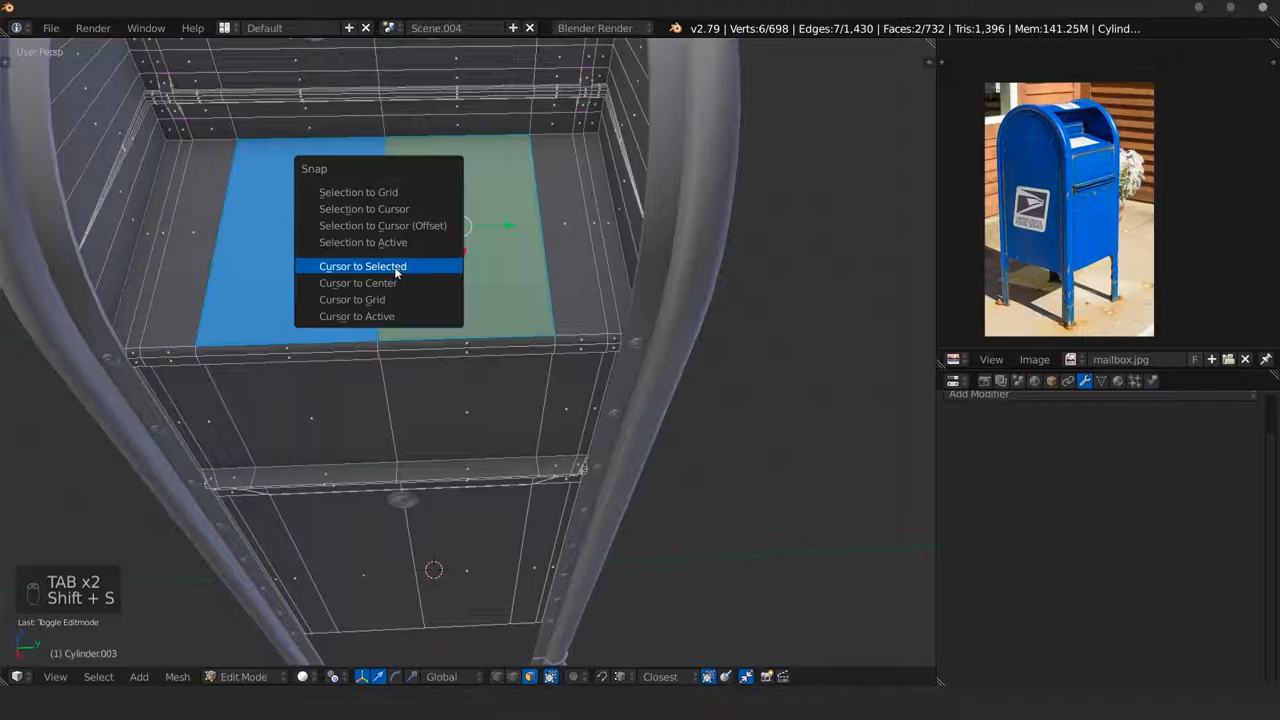 File Render Window Help Default Scene.004 Blender Render v2.79 | Verts:6/698 | Edges:7/1,430 | Faces:2/732 | Tris:1,396 | Mem:141.25M | Cylind...
User Persp
Snap
Selection to Grid
Selection to Cursor
Selection to Cursor (Offset)
Selection to Active
Cursor to Selected
Cursor to Center
Cursor to Grid
Cursor to Active
View Image mailbox.jpg F
Add Modifier
TAB x2
Shift + S
Last: Toggle Editmode
(1) Cylinder.003
View Select Add Mesh Edit Mode Global Closest